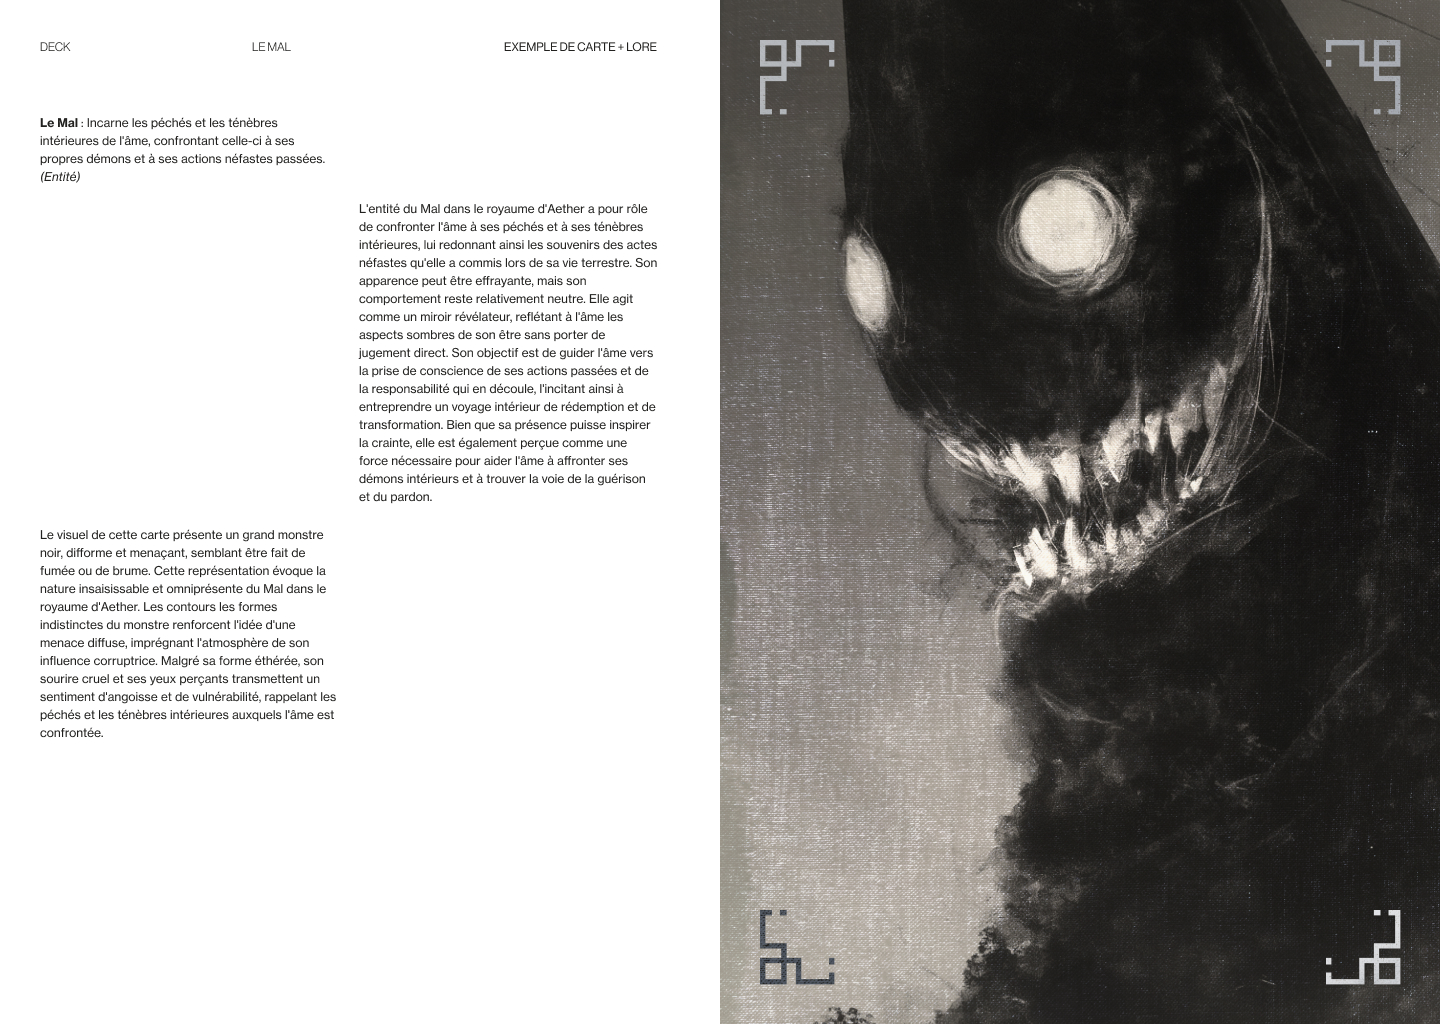 DECK
LE MAL
EXEMPLE DE CARTE + LORE
Le Mal : Incarne les péchés et les ténèbres
intérieures de l'âme, confrontant celle-ci à ses
propres démons et à ses actions néfastes passées.
(Entité)
L'entité du Mal dans le royaume d'Aether a pour rôle
de confronter l'âme à ses péchés et à ses ténèbres
intérieures, lui redonnant ainsi les souvenirs des actes
néfastes qu'elle a commis lors de sa vie terrestre. Son
apparence peut être effrayante, mais son
comportement reste relativement neutre. Elle agit
comme un miroir révélateur, reflétant à l'âme les
aspects sombres de son être sans porter de
jugement direct. Son objectif est de guider l'âme vers
la prise de conscience de ses actions passées et de
la responsabilité qui en découle, l'incitant ainsi à
entreprendre un voyage intérieur de rédemption et de
transformation. Bien que sa présence puisse inspirer
la crainte, elle est également perçue comme une
force nécessaire pour aider l'âme à affronter ses
démons intérieurs et à trouver la voie de la guérison
et du pardon.
Le visuel de cette carte présente un grand monstre
noir, difforme et menaçant, semblant être fait de
fumée ou de brume. Cette représentation évoque la
nature insaisissable et omniprésente du Mal dans le
royaume d'Aether. Les contours les formes
indistinctes du monstre renforcent l'idée d'une
menace diffuse, imprégnant l'atmosphère de son
influence corruptrice. Malgré sa forme éthérée, son
sourire cruel et ses yeux perçants transmettent un
sentiment d'angoisse et de vulnérabilité, rappelant les
péchés et les ténèbres intérieures auxquels l'âme est
confrontée.